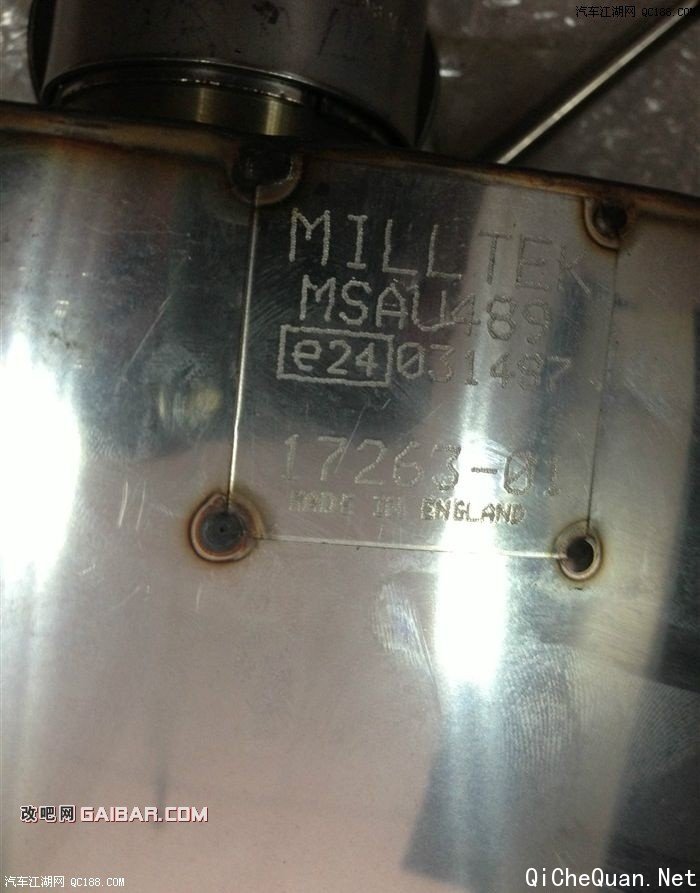 汽车江湖网 QC188.COM
MILLTEK
MSAU489
e24 031497
17263-01
MADE IN ENGLAND
改吧网 GAIBAR.COM
汽车江湖网 QC188.COM
QiCheQuan.Net